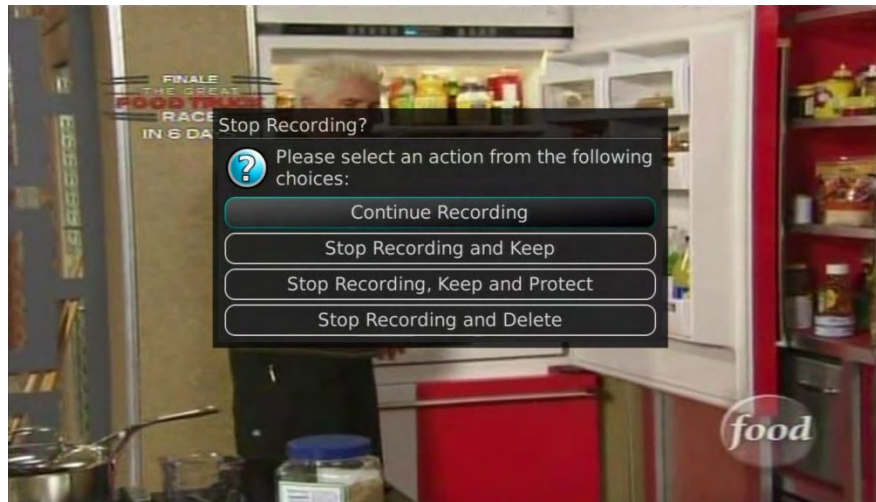 FINALE
THE GREAT
FOOD TRUCK
RACE
IN 6 DA
Stop Recording?
Please select an action from the following
choices:
Continue Recording
Stop Recording and Keep
Stop Recording, Keep and Protect
Stop Recording and Delete
food